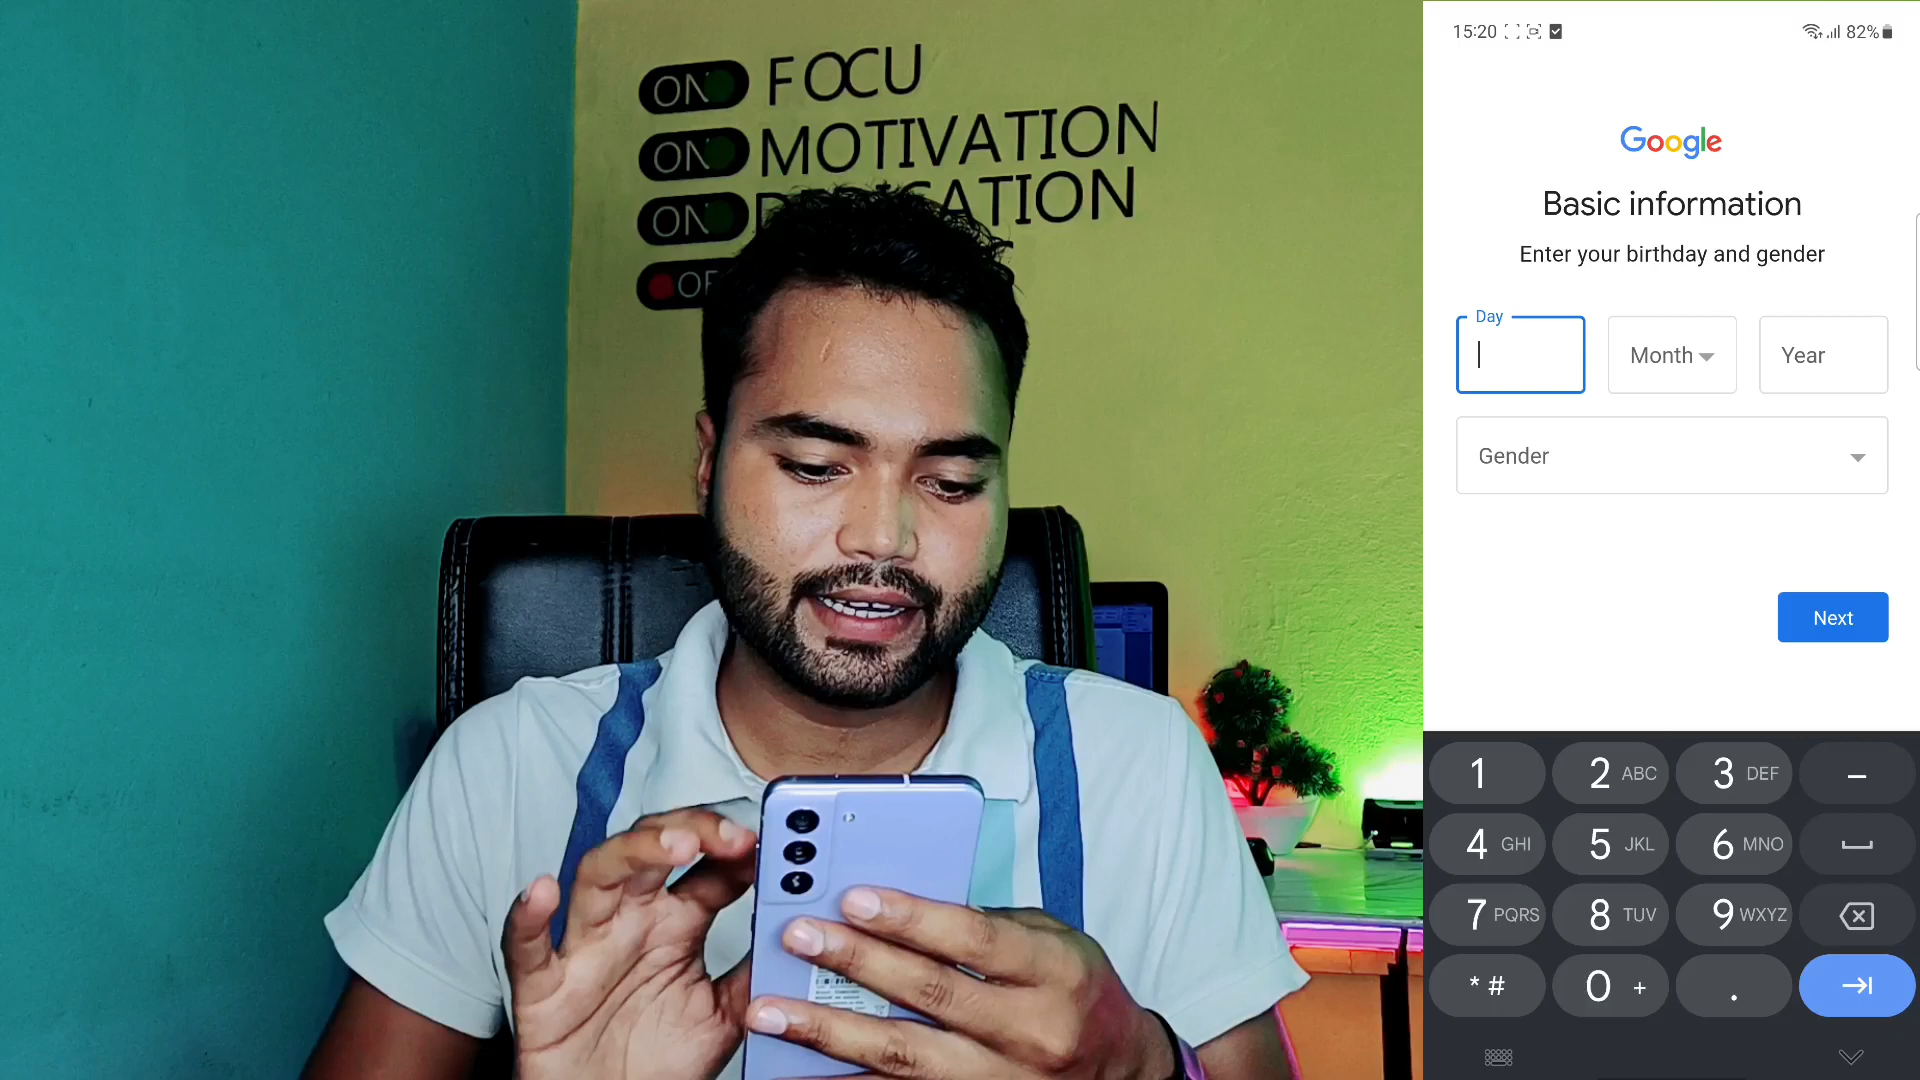 ON FOCU
ON MOTIVATION
ON
15:20 82%
Google
Basic information
Enter your birthday and gender
Day
Month
Year
Gender
Next
1 2 ABC 3 DEF –
4 GHI 5 JKL 6 MNO
7 PQRS 8 TUV 9 WXYZ
* # 0 + .